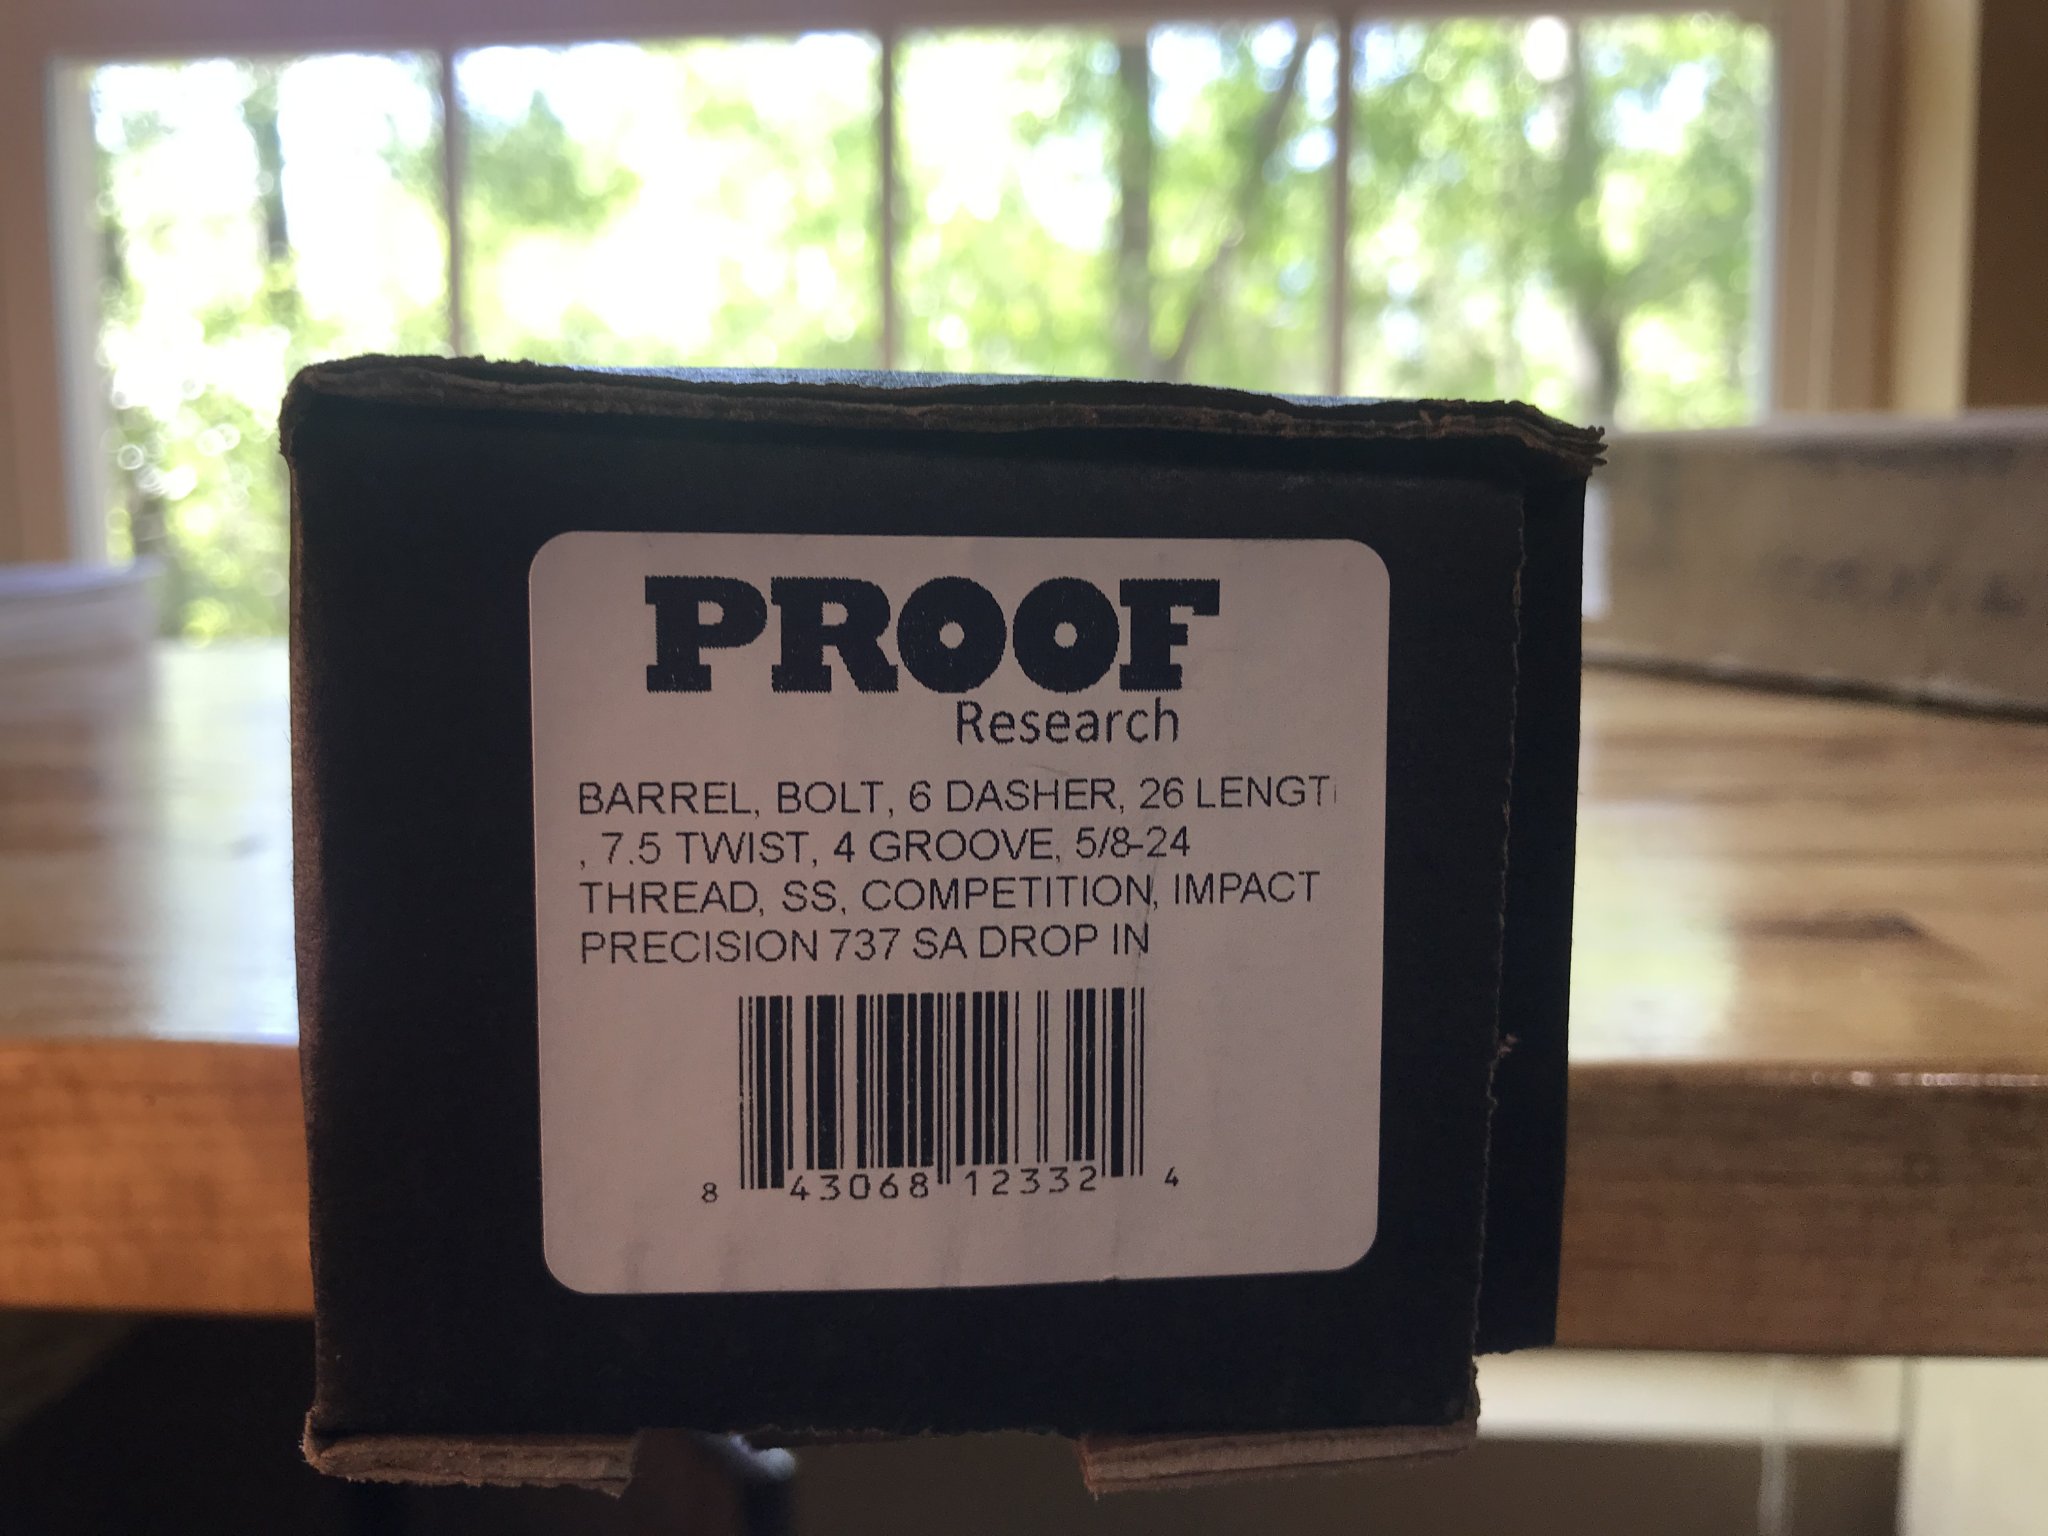 PROOF
Research
BARREL, BOLT, 6 DASHER, 26 LENGT
, 7.5 TWIST, 4 GROOVE, 5/8-24
THREAD, SS, COMPETITION, IMPACT
PRECISION 737 SA DROP IN
8 43068 12332 4